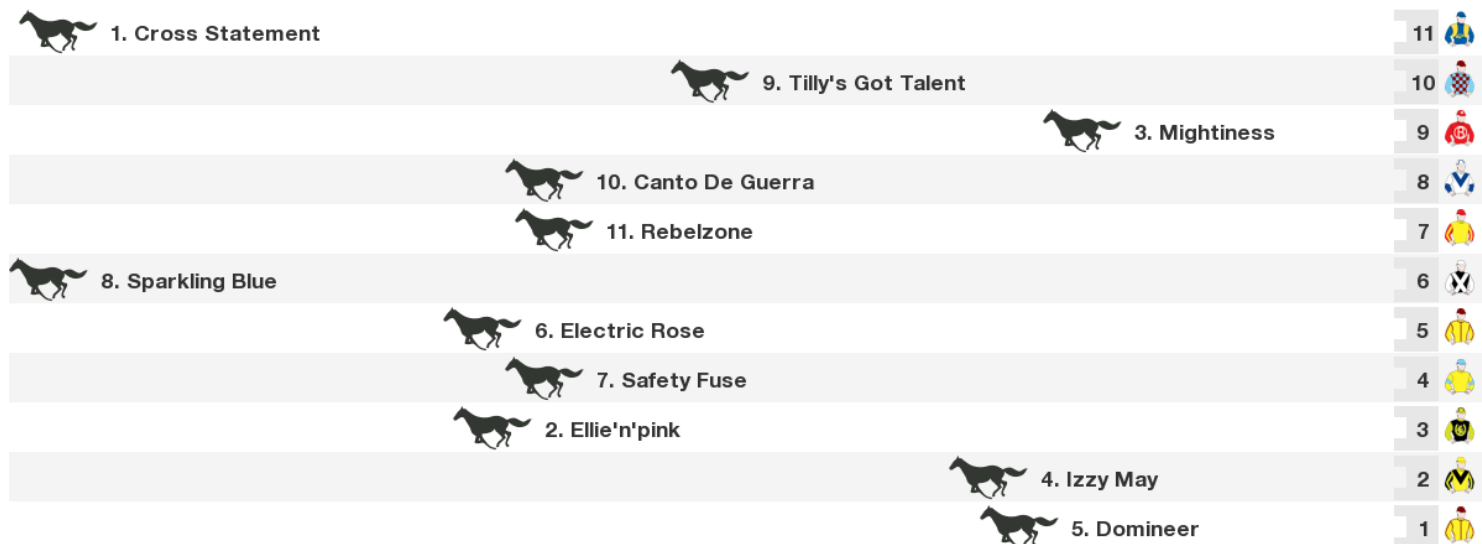 1. Cross Statement 11
9. Tilly's Got Talent 10
3. Mightiness 9
10. Canto De Guerra 8
11. Rebelzone 7
8. Sparkling Blue 6
6. Electric Rose 5
7. Safety Fuse 4
2. Ellie'n'pink 3
4. Izzy May 2
5. Domineer 1